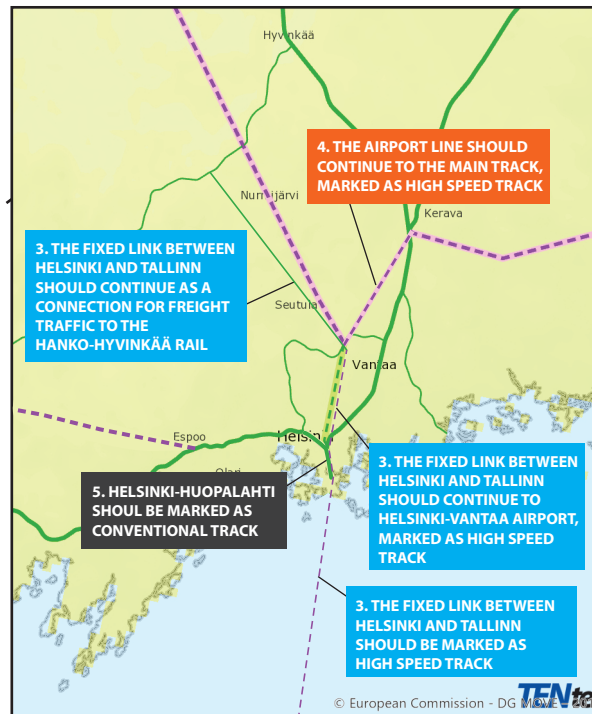 Hyvinkää
4. THE AIRPORT LINE SHOULD
CONTINUE TO THE MAIN TRACK,
MARKED AS HIGH SPEED TRACK
Nurmijärvi
Kerava
3. THE FIXED LINK BETWEEN
HELSINKI AND TALLINN
SHOULD CONTINUE AS A
CONNECTION FOR FREIGHT
TRAFFIC TO THE
HANKO-HYVINKÄÄ RAIL
Seutula
Vantaa
Espoo
Helsin
5. HELSINKI-HUOPALAHTI
SHOUL BE MARKED AS
CONVENTIONAL TRACK
3. THE FIXED LINK BETWEEN
HELSINKI AND TALLINN
SHOULD CONTINUE TO
HELSINKI-VANTAA AIRPORT,
MARKED AS HIGH SPEED
TRACK
3. THE FIXED LINK BETWEEN
HELSINKI AND TALLINN
SHOULD BE MARKED AS
HIGH SPEED TRACK
TENte
© European Commission - DG MOVE - 201